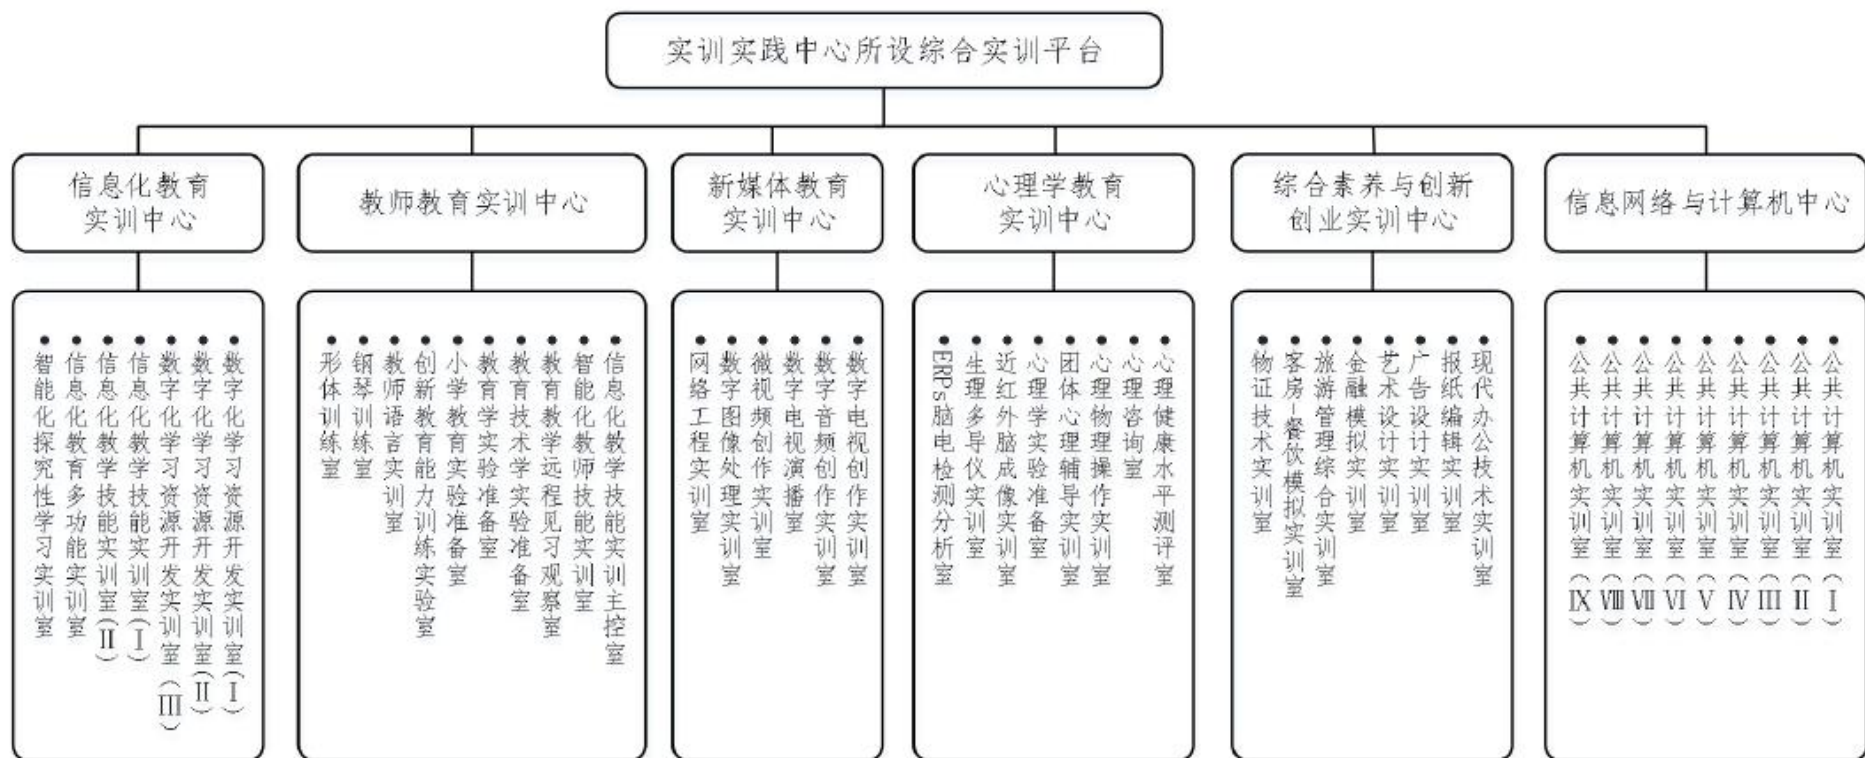 实训实践中心所设综合实训平台
信息化教育
实训中心
教师教育实训中心
新媒体教育
实训中心
心理学教育
实训中心
综合素养与创新
创业实训中心
信息网络与计算机中心
数字化学习资源开发实训室(Ⅰ)
数字化学习资源开发实训室(Ⅱ)
数字化学习资源开发实训室(Ⅲ)
信息化教学技能实训室(Ⅰ)
信息化教学技能实训室(Ⅱ)
信息化教育多功能实训室
智能化探究性学习实训室
信息化教学技能实训主控室
智能化教师技能实训室
教育教学远程见习观察室
教育技术学实验准备室
教育学实验准备室
小学教育实验准备室
创新教育能力训练实验室
教师语言实训室
钢琴训练室
形体训练室
数字电视创作实训室
数字音频创作实训室
数字电视演播室
微视频创作实训室
数字图像处理实训室
网络工程实训室
心理健康水平测评室
心理咨询室
心理物理操作实训室
团体心理辅导实训室
心理学实验准备室
近红外脑成像实训室
生理多导仪实训室
ERPs脑电检测分析室
现代办公技术实训室
报纸编辑实训室
广告设计实训室
艺术设计实训室
金融模拟实训室
旅游管理综合实训室
客房-餐饮模拟实训室
物证技术实训室
公共计算机实训室(Ⅰ)
公共计算机实训室(Ⅱ)
公共计算机实训室(Ⅲ)
公共计算机实训室(Ⅳ)
公共计算机实训室(Ⅴ)
公共计算机实训室(Ⅵ)
公共计算机实训室(Ⅶ)
公共计算机实训室(Ⅷ)
公共计算机实训室(Ⅸ)